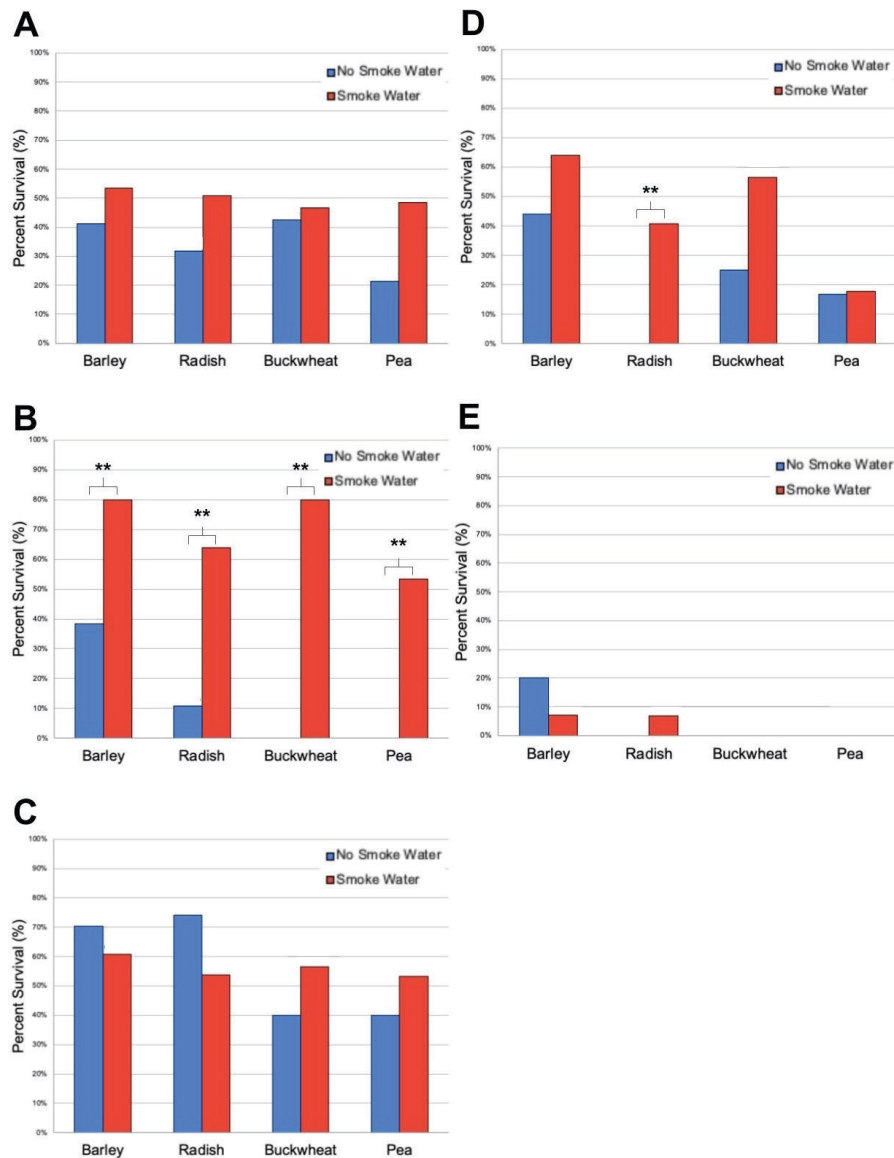 A
Percent Survival (%)
100%
90%
80%
70%
60%
50%
40%
30%
20%
10%
0%
No Smoke Water
Smoke Water
Barley Radish Buckwheat Pea
D
Percent Survival (%)
100%
90%
80%
70%
60%
50%
40%
30%
20%
10%
0%
No Smoke Water
Smoke Water
**
Barley Radish Buckwheat Pea
B
Percent Survival (%)
100%
90%
80%
70%
60%
50%
40%
30%
20%
10%
0%
No Smoke Water
Smoke Water
**
**
**
**
Barley Radish Buckwheat Pea
E
Percent Survival (%)
100%
90%
80%
70%
60%
50%
40%
30%
20%
10%
0%
No Smoke Water
Smoke Water
Barley Radish Buckwheat Pea
C
Percent Survival (%)
100%
90%
80%
70%
60%
50%
40%
30%
20%
10%
0%
No Smoke Water
Smoke Water
Barley Radish Buckwheat Pea